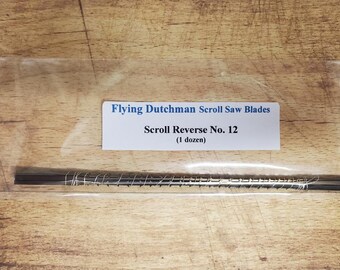 Flying Dutchman Scroll Saw Blades
Scroll Reverse No. 12
(1 dozen)